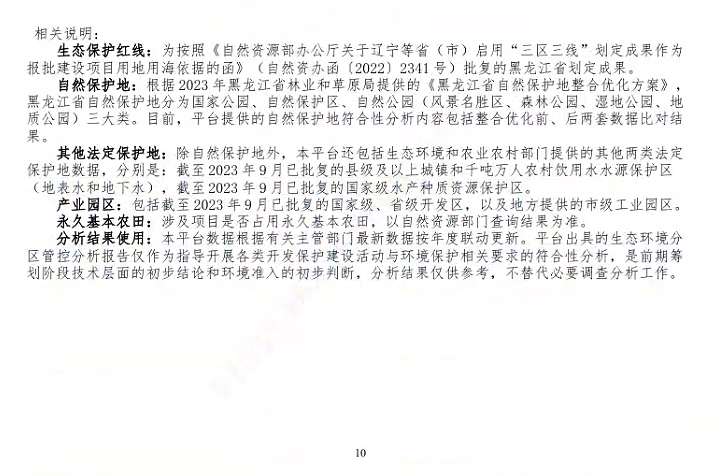 相关说明：
生态保护红线：为按照《自然资源部办公厅关于辽宁等省（市）启用“三区三线”划定成果作为
报批建设项目用地用海依据的函》（自然资办函〔2022〕2341号）批复的黑龙江省划定成果。
自然保护地：根据2023年黑龙江省林业和草原局提供的《黑龙江省自然保护地整合优化方案》，
黑龙江省自然保护地分为国家公园、自然保护区、自然公园（风景名胜区、森林公园、湿地公园、地
质公园）三大类。目前，平台提供的自然保护地符合性分析内容包括整合优化前、后两套数据比对结
果。
其他法定保护地：除自然保护地外，本平台还包括生态环境和农业农村部门提供的其他两类法定
保护地数据，分别是：截至2023年9月已批复的县级及以上城镇和千吨万人农村饮用水水源保护区
（地表水和地下水），截至2023年9月已批复的国家级水产种质资源保护区。
产业园区：包括截至2023年9月已批复的国家级、省级开发区，以及地方提供的市级工业园区。
永久基本农田：涉及项目是否占用永久基本农田，以自然资源部门查询结果为准。
分析结果使用：本平台数据根据有关主管部门最新数据按年度联动更新。平台出具的生态环境分
区管控分析报告仅作为指导开展各类开发保护建设活动与环境保护相关要求的符合性分析，是前期筹
划阶段技术层面的初步结论和环境准入的初步判断，分析结果仅供参考，不替代必要调查分析工作。
10